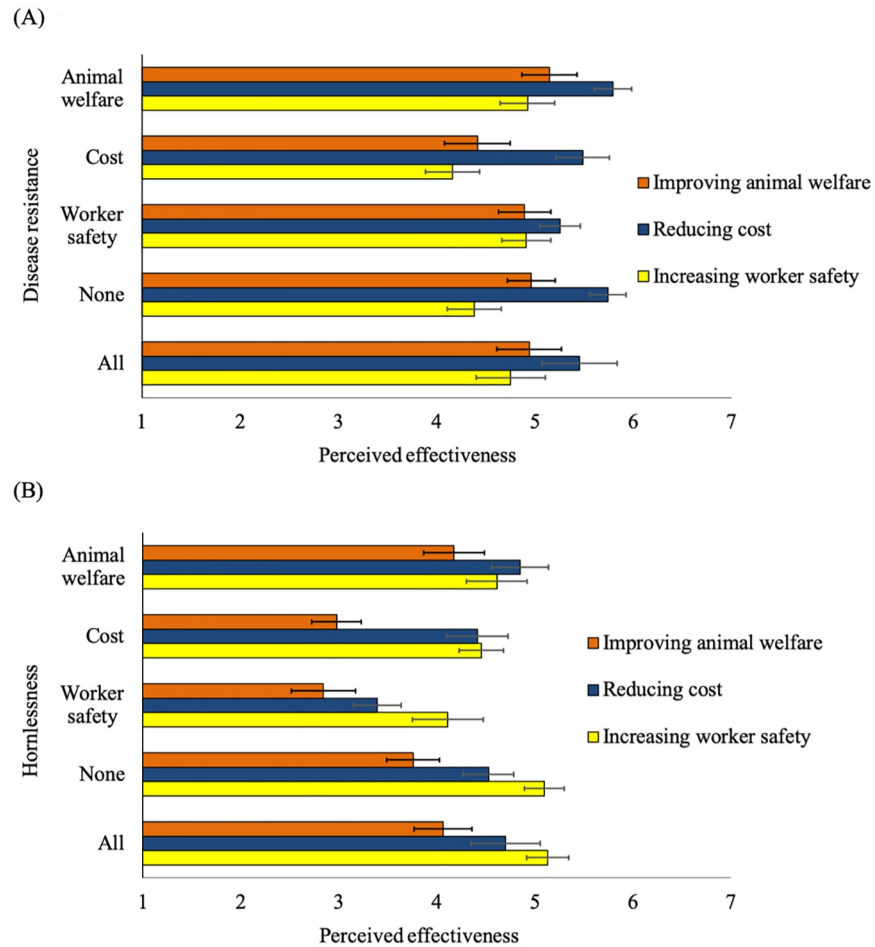 (A)
Disease resistance
Animal
welfare
Cost
Worker
safety
None
All
Improving animal welfare
Reducing cost
Increasing worker safety
1 2 3 4 5 6 7
Perceived effectiveness
(B)
Hornlessness
Animal
welfare
Cost
Worker
safety
None
All
Improving animal welfare
Reducing cost
Increasing worker safety
1 2 3 4 5 6 7
Perceived effectiveness